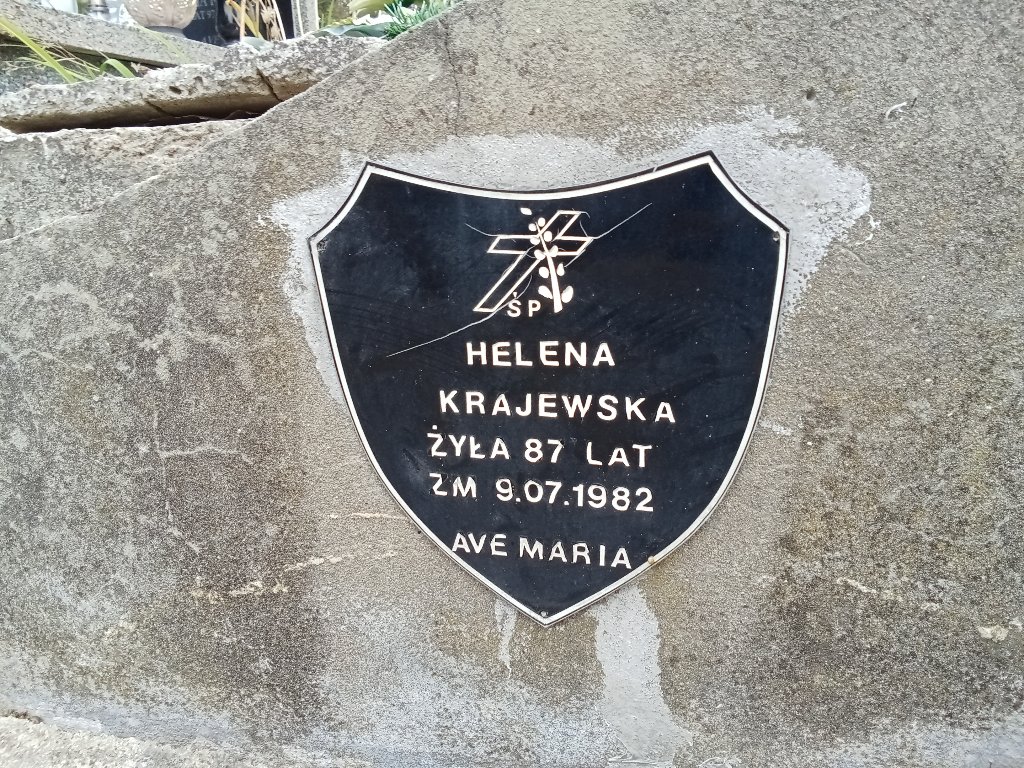 ŚP
HELENA
KRAJEWSKA
ŻYŁA 87 LAT
ZM 9.07.1982
AVE MARIA